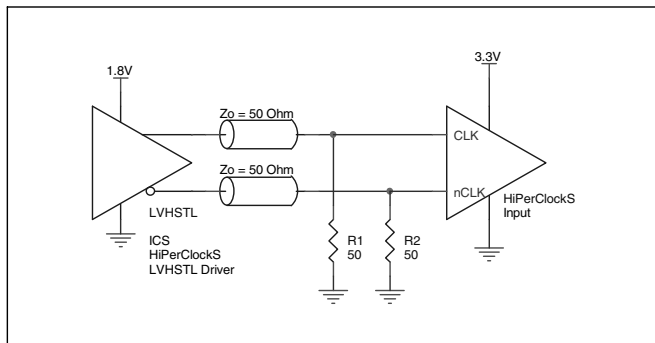 1.8V
3.3V
Zo = 50 Ohm
CLK
Zo = 50 Ohm
nCLK
HiPerClockS
Input
LVHSTL
ICS
HiPerClockS
LVHSTL Driver
R1
50
R2
50